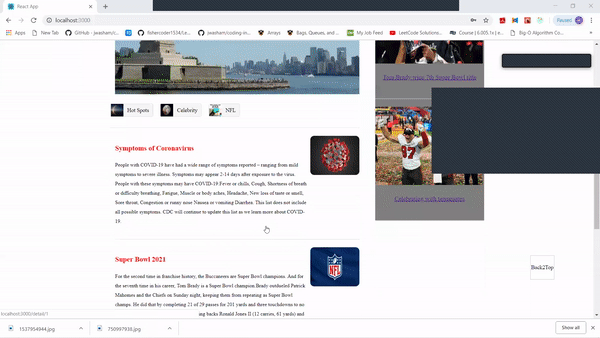 React App
localhost:3000
Paused
Apps
New Tab
GitHub - jwasham/c...
fishercoder1534/Le...
jwasham/coding-in...
Arrays
Bags, Queues, and...
My Job Feed
LeetCode Solutions...
Course | 6.005.1x | e...
Big O Algorithm Co...
Tom Brady wins 7th Super Bowl title
Hot Spots
Celebrity
NFL
Symptoms of Coronavirus
People with COVID-19 have had a wide range of symptoms reported – ranging from mild
symptoms to severe illness. Symptoms may appear 2-14 days after exposure to the virus.
People with these symptoms may have COVID-19:Fever or chills, Cough, Shortness of breath
or difficulty breathing, Fatigue, Muscle or body aches, Headache, New loss of taste or smell,
Sore throat, Congestion or runny nose Nausea or vomiting Diarrhea. This list does not include
all possible symptoms. CDC will continue to update this list as we learn more about COVID-
19.
Celebrating with teammates
Super Bowl 2021
NFL
For the second time in franchise history, the Buccaneers are Super Bowl champions. And for
the seventh time in his career, Tom Brady is a Super Bowl champion.Brady outdueled Patrick
Mahomes and the Chiefs on Sunday night, keeping them from repeating as Super Bowl
champs. He did that by completing 21 of 29 passes for 201 yards and three touchdowns to no
ing backs Ronald Jones II (12 carries, 61 yards) and
Back2Top
localhost:3000/detail/1
1537954944.jpg
750997938.jpg
Show all